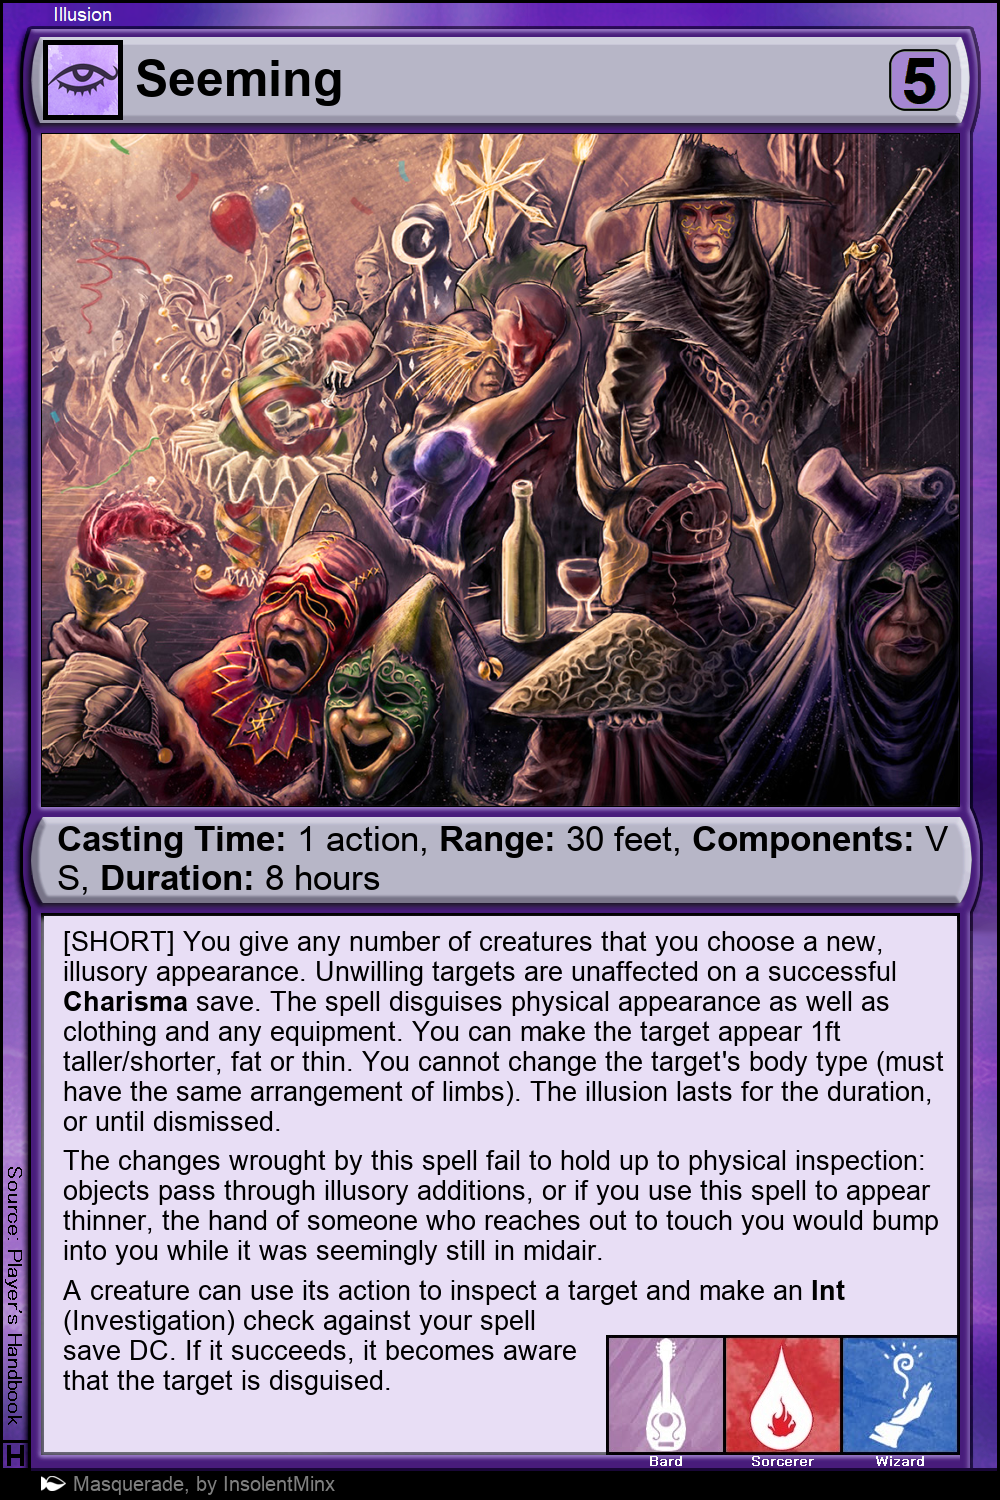 Illusion
Seeming
5
Casting Time: 1 action, Range: 30 feet, Components: V
S, Duration: 8 hours
[SHORT] You give any number of creatures that you choose a new,
illusory appearance. Unwilling targets are unaffected on a successful
Charisma save. The spell disguises physical appearance as well as
clothing and any equipment. You can make the target appear 1ft
taller/shorter, fat or thin. You cannot change the target's body type (must
have the same arrangement of limbs). The illusion lasts for the duration,
or until dismissed.
The changes wrought by this spell fail to hold up to physical inspection:
objects pass through illusory additions, or if you use this spell to appear
thinner, the hand of someone who reaches out to touch you would bump
into you while it was seemingly still in midair.
A creature can use its action to inspect a target and make an Int
(Investigation) check against your spell
save DC. If it succeeds, it becomes aware
that the target is disguised.
Bard
Sorcerer
Wizard
Source: Player's Handbook
H
Masquerade, by InsolentMinx